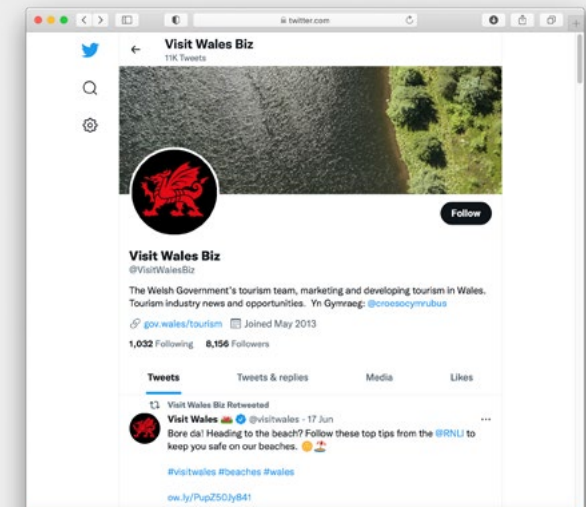 twitter.com
Visit Wales Biz
11K Tweets
Follow
Visit Wales Biz
@VisitWalesBiz
The Welsh Government's tourism team, marketing and developing tourism in Wales.
Tourism industry news and opportunities. Yn Gymraeg: @croesocymrubus
gov.wales/tourism Joined May 2013
1,032 Following 8,156 Followers
Tweets Tweets & replies Media Likes
Visit Wales Biz Retweeted
Visit Wales @visitwales · 17 Jun
Bore da! Heading to the beach? Follow these top tips from the @RNLI to
keep you safe on our beaches.
#visitwales #beaches #wales
ow.ly/PupZ50Jy841